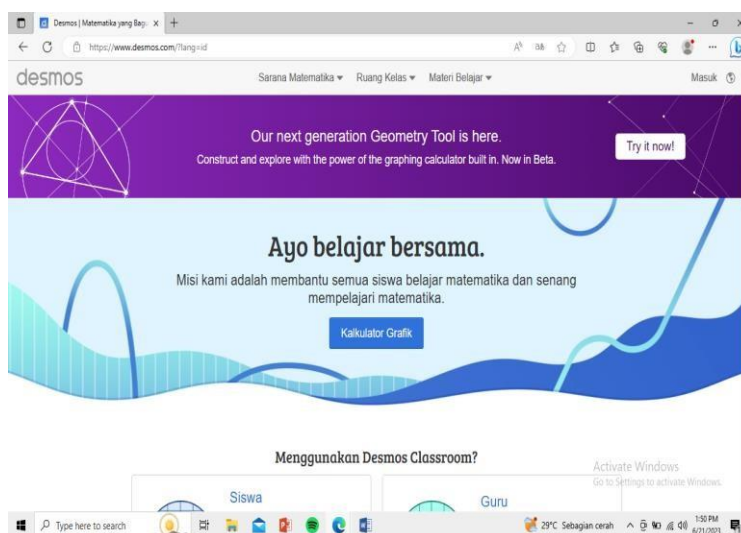 Desmos | Matematika yang Bag
https://www.desmos.com/?lang=id
desmos
Sarana Matematika
Ruang Kelas
Materi Belajar
Masuk
Our next generation Geometry Tool is here.
Construct and explore with the power of the graphing calculator built in. Now in Beta.
Try it now!
Ayo belajar bersama.
Misi kami adalah membantu semua siswa belajar matematika dan senang
mempelajari matematika.
Kalkulator Grafik
Menggunakan Desmos Classroom?
Siswa
Guru
Activate Windows
Go to Settings to activate Windows.
Type here to search
29°C Sebagian cerah
1:50 PM
6/21/2023